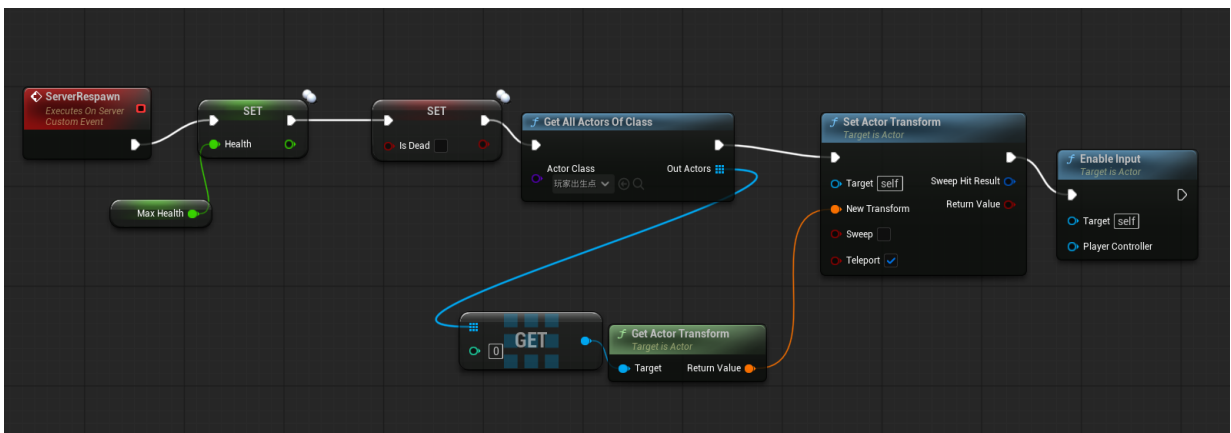 ServerRespawn
Executes On Server
Custom Event
SET
Health
Max Health
SET
Is Dead
f Get All Actors Of Class
Actor Class
玩家出生点
Out Actors
GET
0
f Get Actor Transform
Target is Actor
Target
Return Value
f Set Actor Transform
Target is Actor
Target self
Sweep Hit Result
New Transform
Return Value
Sweep
Teleport
f Enable Input
Target is Actor
Target self
Player Controller